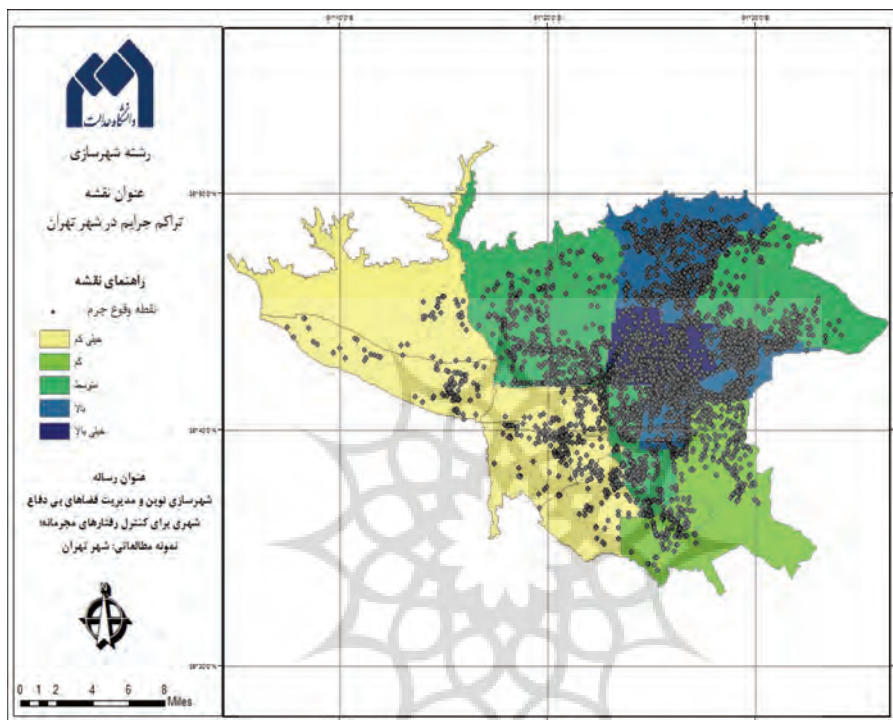 دانشگاه عدالت
رشته شهرسازی
عنوان نقشه
تراکم جرایم در شهر تهران
راهنمای نقشه
نقطه وقوع جرم
خیلی کم
کم
متوسط
بالا
خیلی بالا
عنوان رساله
شهرسازی نوین و مدیریت فضاهای بی دفاع
شهری برای کنترل رفتارهای مجرمانه؛
نمونه مطالعاتی: شهر تهران
0 1 2 4 6 8
Miles